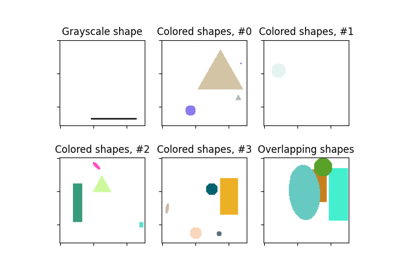 Grayscale shape
Colored shapes, #0
Colored shapes, #1
Colored shapes, #2
Colored shapes, #3
Overlapping shapes